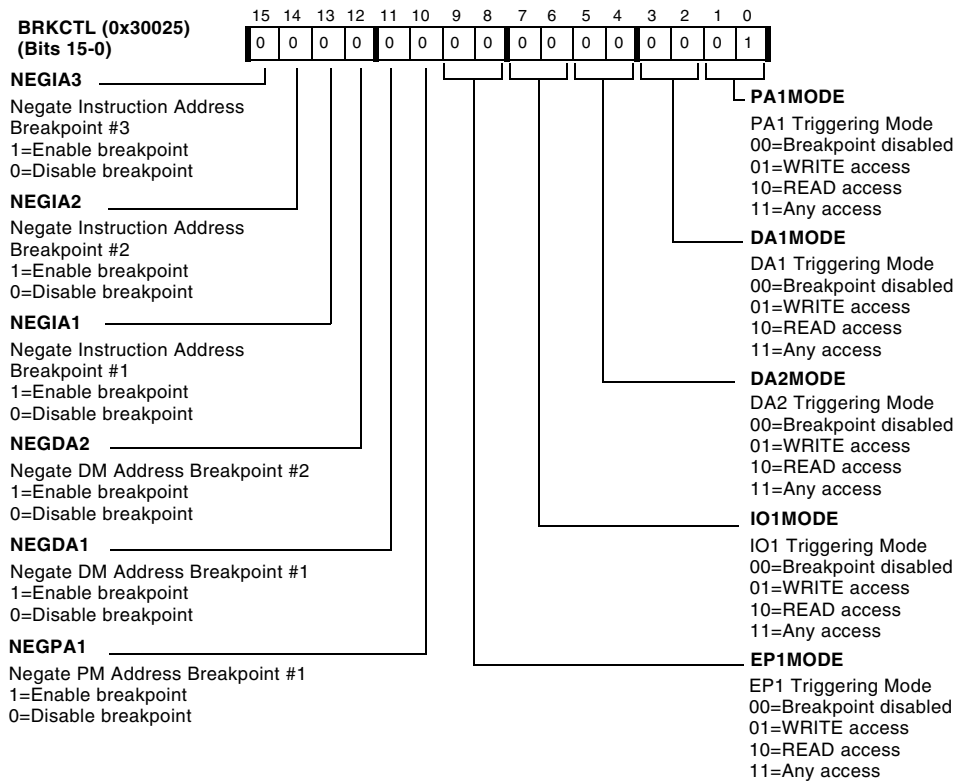 BRKCTL (0x30025)
(Bits 15-0)
15 14 13 12 11 10 9 8 7 6 5 4 3 2 1 0
0 0 0 0 0 0 0 0 0 0 0 0 0 0 0 1
NEGIA3
Negate Instruction Address
Breakpoint #3
1=Enable breakpoint
0=Disable breakpoint
NEGIA2
Negate Instruction Address
Breakpoint #2
1=Enable breakpoint
0=Disable breakpoint
NEGIA1
Negate Instruction Address
Breakpoint #1
1=Enable breakpoint
0=Disable breakpoint
NEGDA2
Negate DM Address Breakpoint #2
1=Enable breakpoint
0=Disable breakpoint
NEGDA1
Negate DM Address Breakpoint #1
1=Enable breakpoint
0=Disable breakpoint
NEGPA1
Negate PM Address Breakpoint #1
1=Enable breakpoint
0=Disable breakpoint
PA1MODE
PA1 Triggering Mode
00=Breakpoint disabled
01=WRITE access
10=READ access
11=Any access
DA1MODE
DA1 Triggering Mode
00=Breakpoint disabled
01=WRITE access
10=READ access
11=Any access
DA2MODE
DA2 Triggering Mode
00=Breakpoint disabled
01=WRITE access
10=READ access
11=Any access
IO1MODE
IO1 Triggering Mode
00=Breakpoint disabled
01=WRITE access
10=READ access
11=Any access
EP1MODE
EP1 Triggering Mode
00=Breakpoint disabled
01=WRITE access
10=READ access
11=Any access